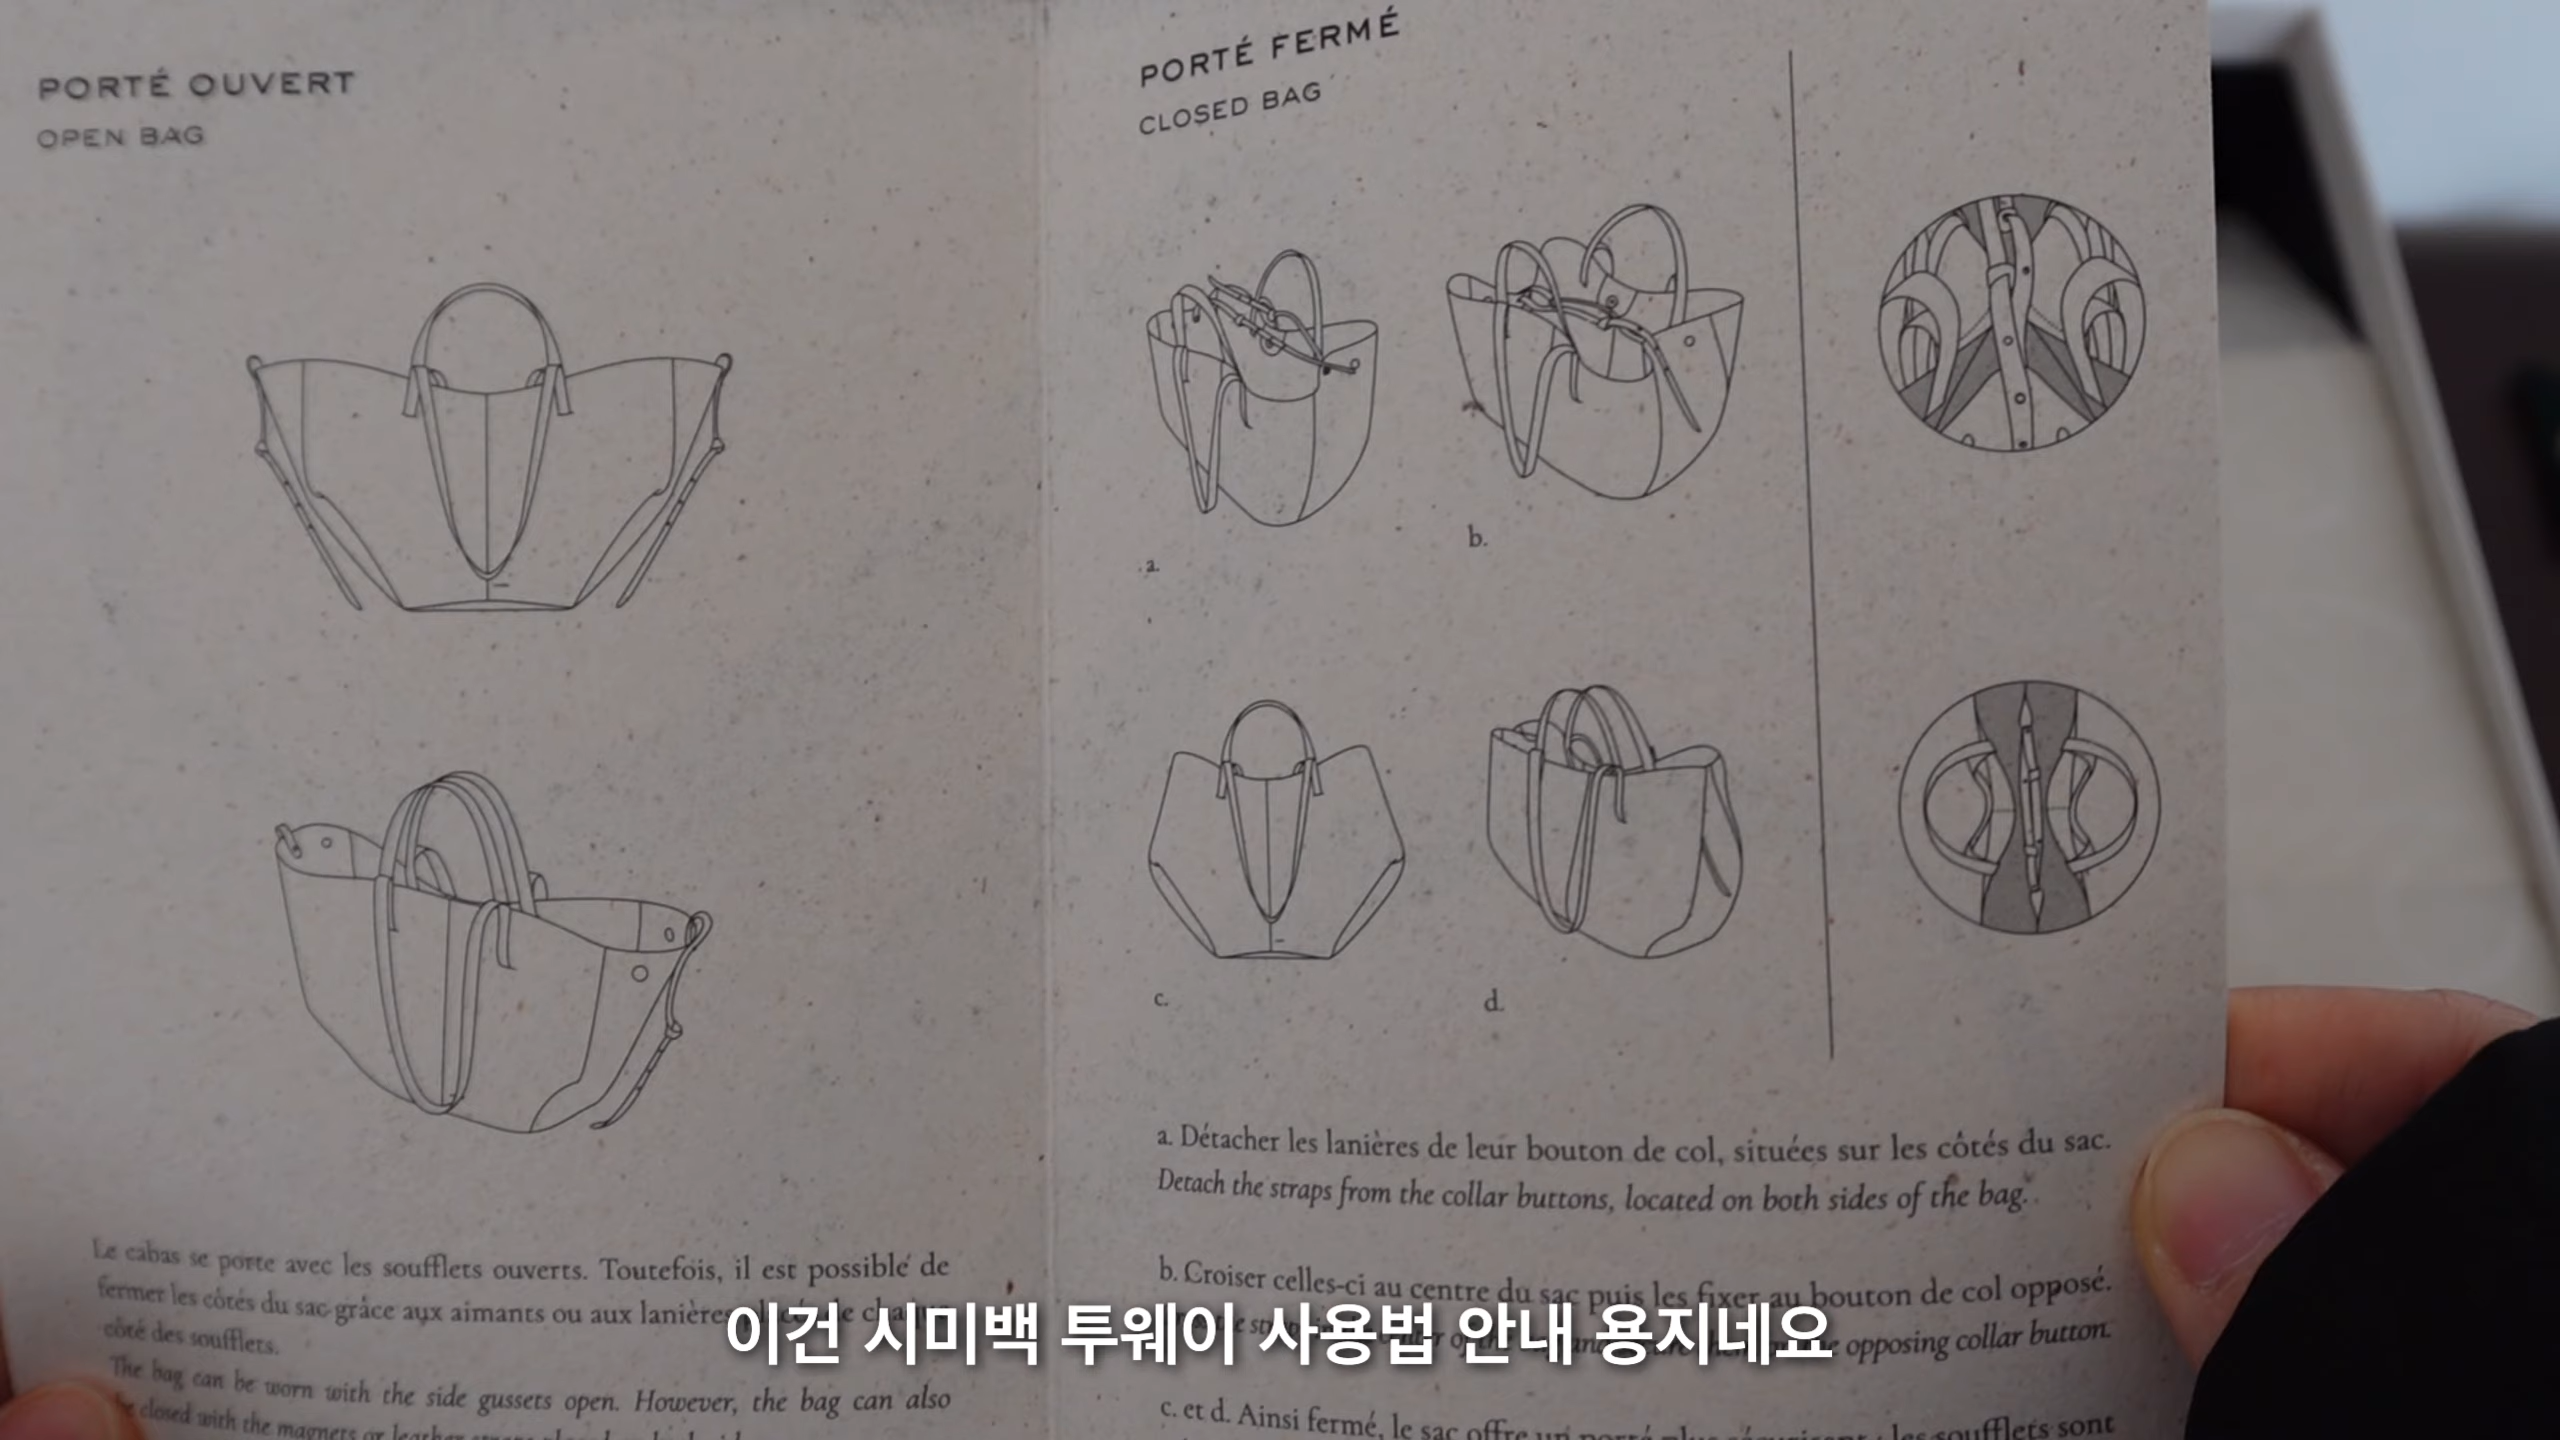 PORTÉ OUVERT
OPEN BAG
Le cabas se porte avec les soufflets ouverts. Toutefois, il est possible de
fermer les côtés du sac grâce aux aimants ou aux lanières
côté des soufflets.
The bag can be worn with the side gussets open. However, the bag can also
be closed with the magnets or leather
PORTÉ FERMÉ
CLOSED BAG
!
a.
b.
c.
d.
a. Détacher les lanières de leur bouton de col, situées sur les côtés du sac.
Detach the straps from the collar buttons, located on both sides of the bag.
b. Croiser celles-ci au centre du sac puis les fixer au bouton de col opposé.
opposing collar button.
c. et d. Ainsi fermé, le sac offre un porté plus les soufflets sont
이건 시미백 투웨이 사용법 안내 용지네요